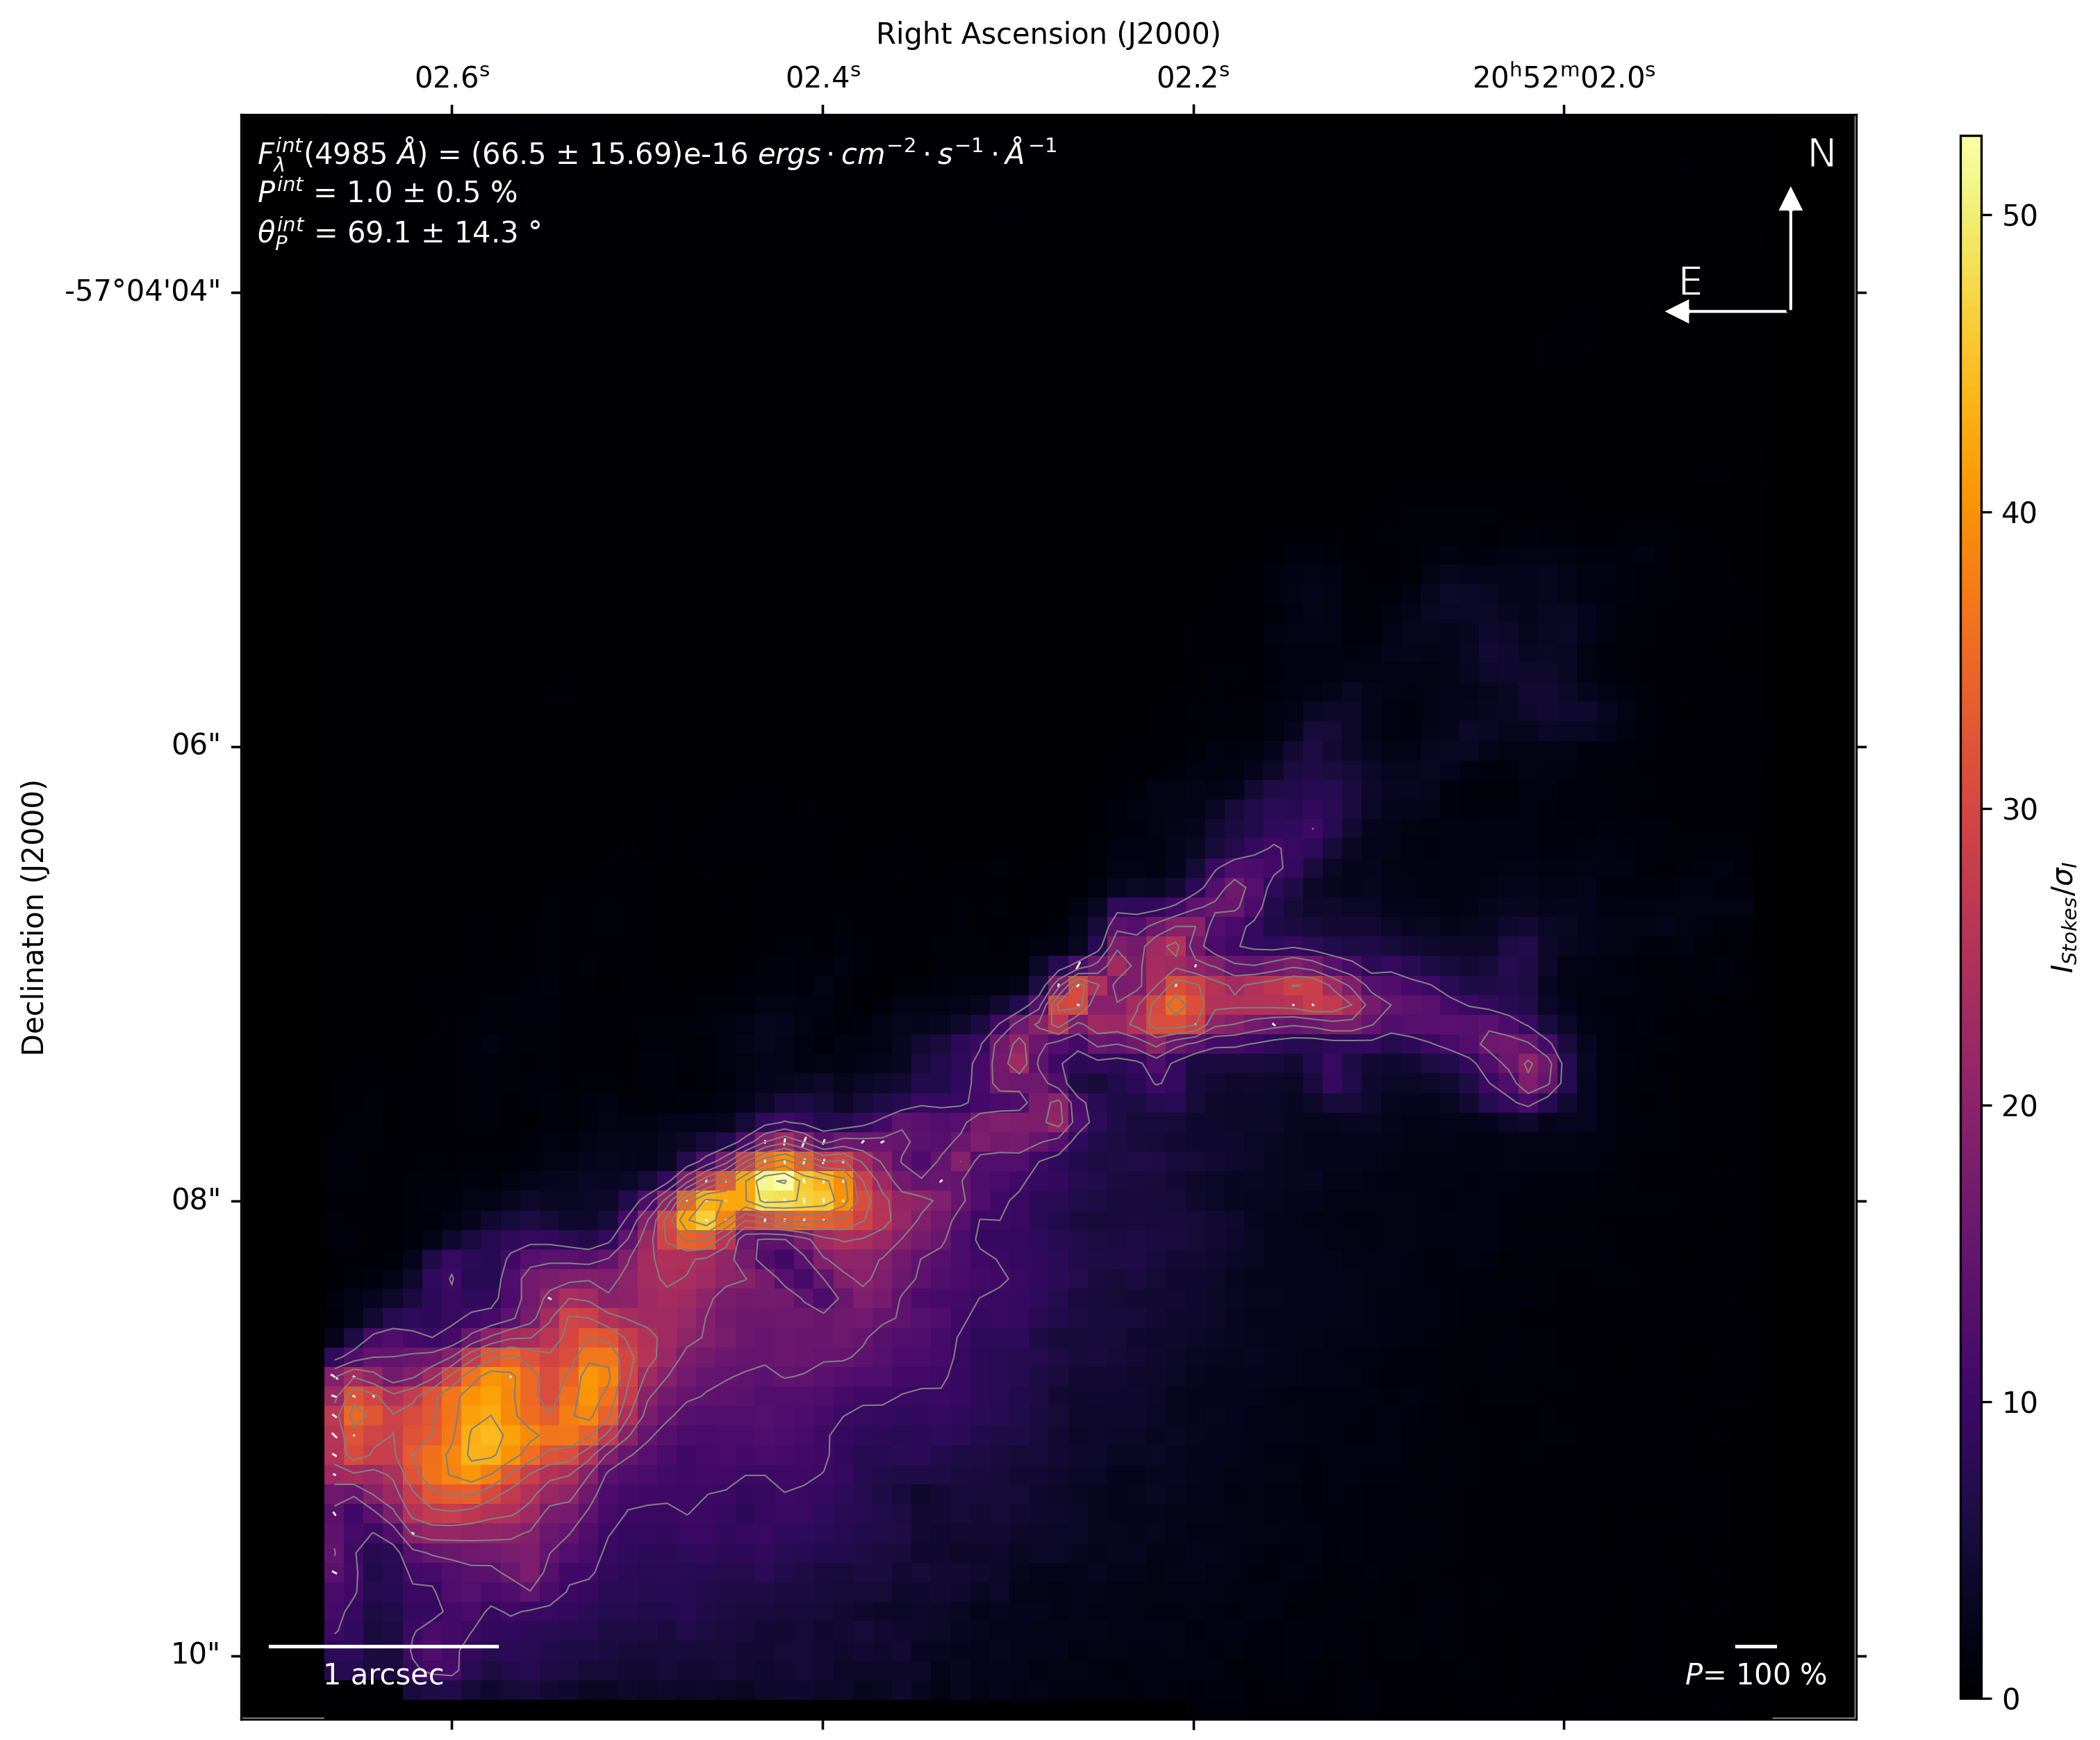 Right Ascension (J2000)
02.6ˢ 02.4ˢ 02.2ˢ 20ʰ52ᵐ02.0ˢ
F_λ^int(4985 Å) = (66.5 ± 15.69)e-16 ergs·cm⁻²·s⁻¹·Å⁻¹
P^int = 1.0 ± 0.5 %
θ_P^int = 69.1 ± 14.3 °
N
E
-57°04'04"
06"
08"
10"
Declination (J2000)
1 arcsec
P= 100 %
50
40
30
20
10
0
I_Stokes/σ_I